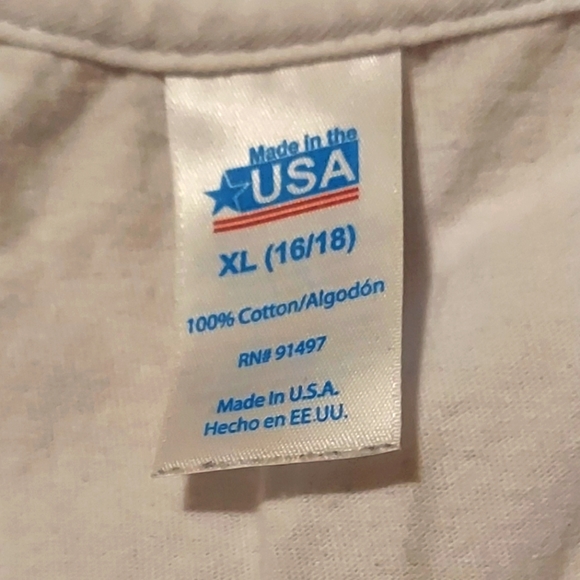 Made in the
USA
XL (16/18)
100% Cotton/Algodón
RN# 91497
Made In U.S.A.
Hecho en EE.UU.